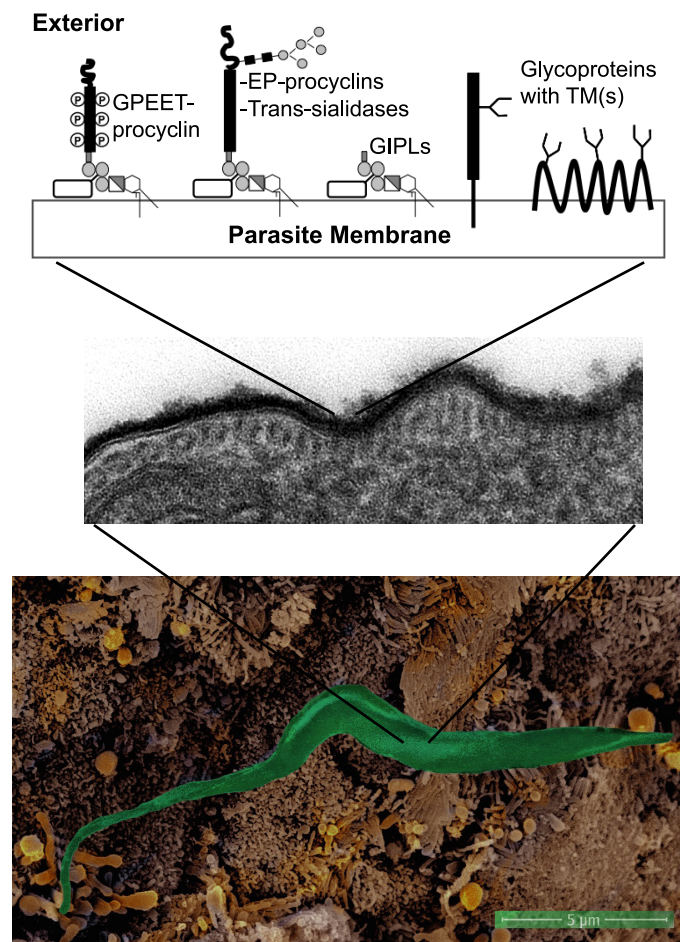 Exterior
P P
P P
P P
GPEET-
procyclin
-EP-procyclins
-Trans-sialidases
GIPLs
Glycoproteins
with TM(s)
Parasite Membrane
5 µm